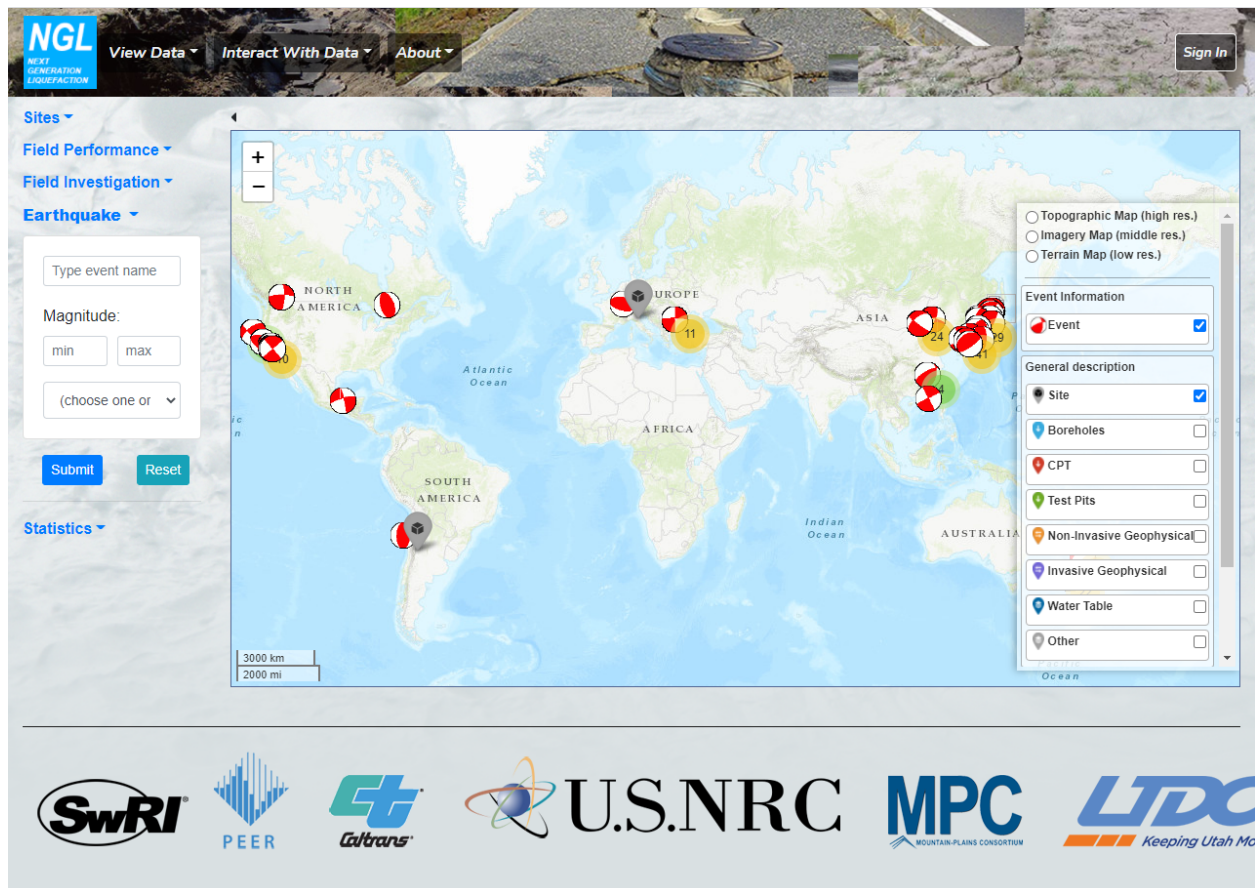 NGL
NEXT
GENERATION
LIQUEFACTION
View Data
Interact With Data
About
Sign In
Sites
Field Performance
Field Investigation
Earthquake
Type event name
Magnitude:
min
max
(choose one or
Submit
Reset
Statistics
+
−
NORTH
AMERICA
EUROPE
ASIA
11
24
41
Atlantic
Ocean
AFRICA
SOUTH
AMERICA
Indian
Ocean
AUSTRALIA
3000 km
2000 mi
Ocean
Topographic Map (high res.)
Imagery Map (middle res.)
Terrain Map (low res.)
Event Information
Event
General description
Site
Boreholes
CPT
Test Pits
Non-Invasive Geophysical
Invasive Geophysical
Water Table
Other
SwRI
PEER
Caltrans
U.S.NRC
MPC
MOUNTAIN-PLAINS CONSORTIUM
Keeping Utah Mo